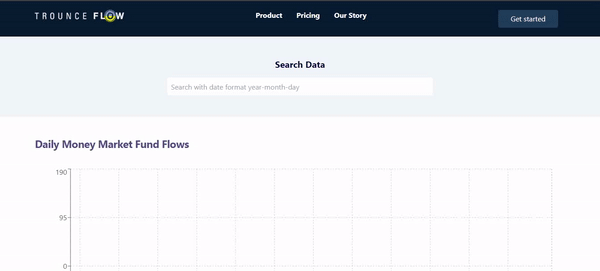 TROUNCE FLOW
Product Pricing Our Story
Get started
Search Data
Search with date format year-month-day
Daily Money Market Fund Flows
190
95
0